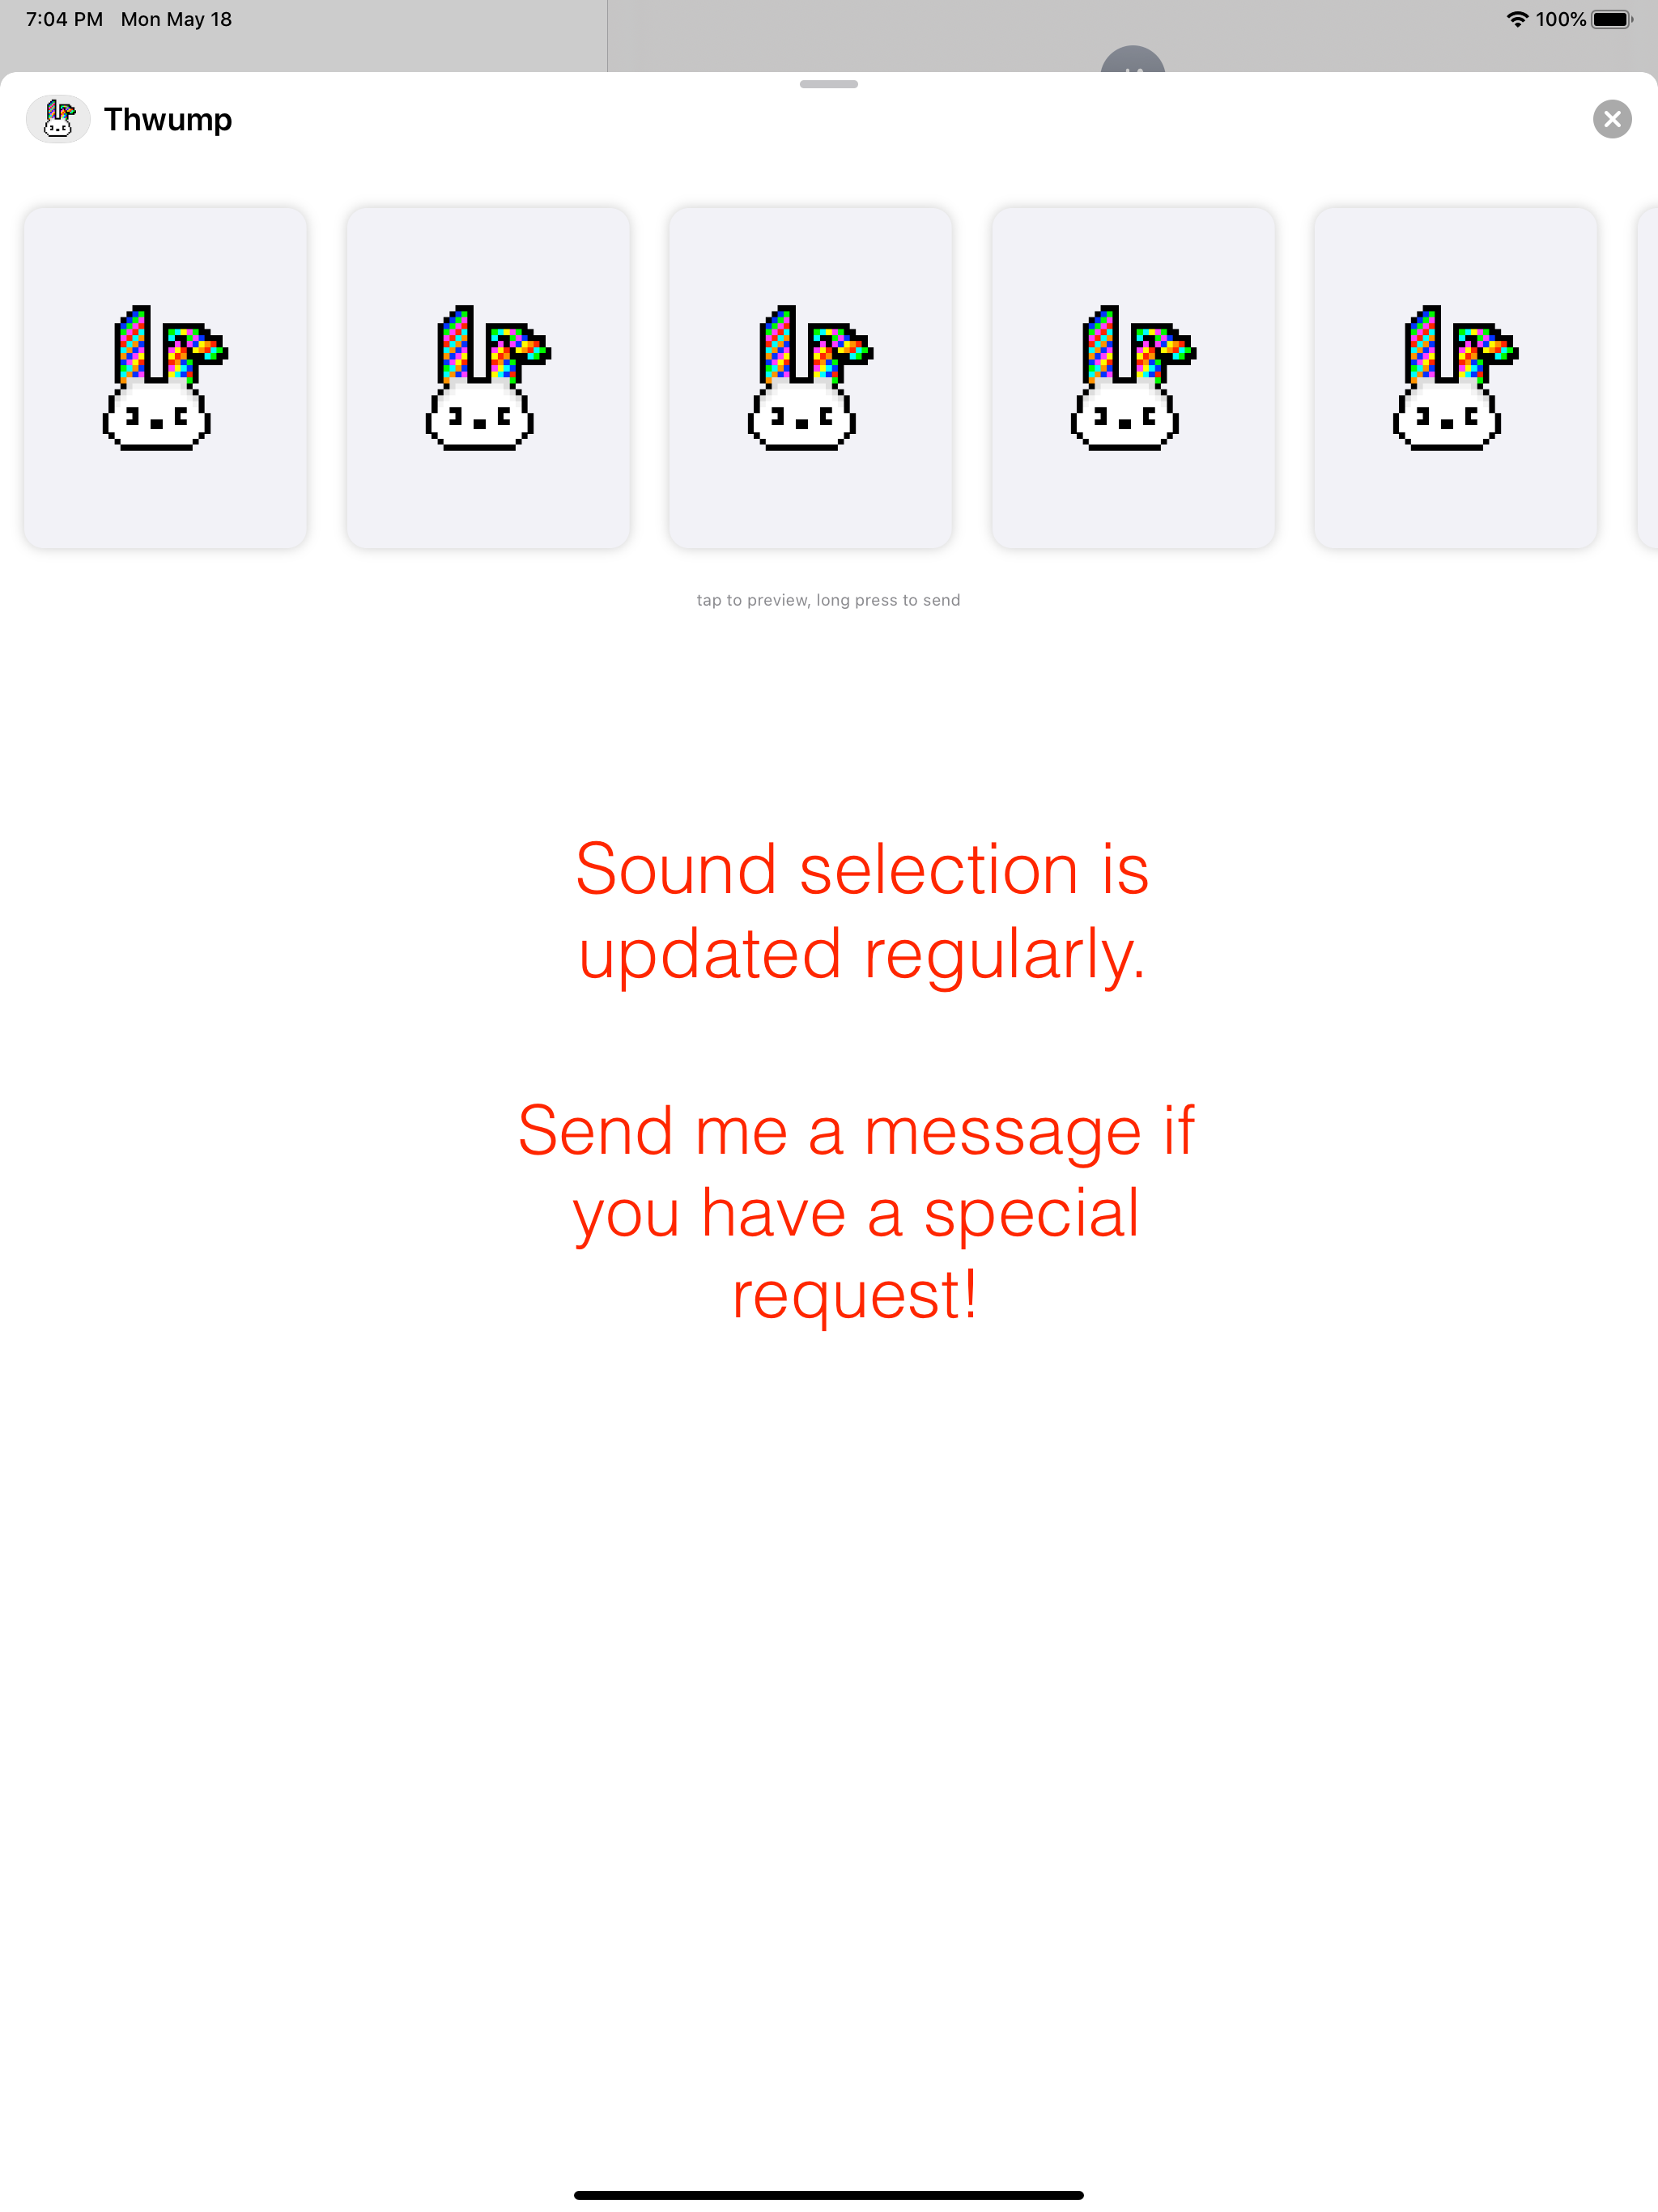 7:04 PM Mon May 18 100%
Thwump
tap to preview, long press to send
Sound selection is
updated regularly.
Send me a message if
you have a special
request!